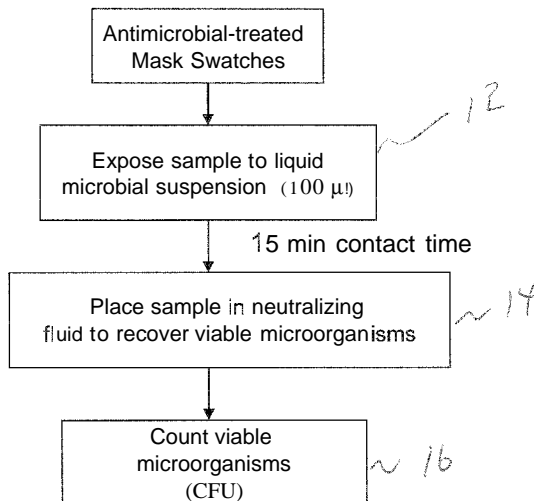 Antimicrobial-treated
Mask Swatches
12
Expose sample to liquid
microbial suspension (100 µl)
15 min contact time
Place sample in neutralizing
fluid to recover viable microorganisms
14
Count viable
microorganisms
(CFU)
16